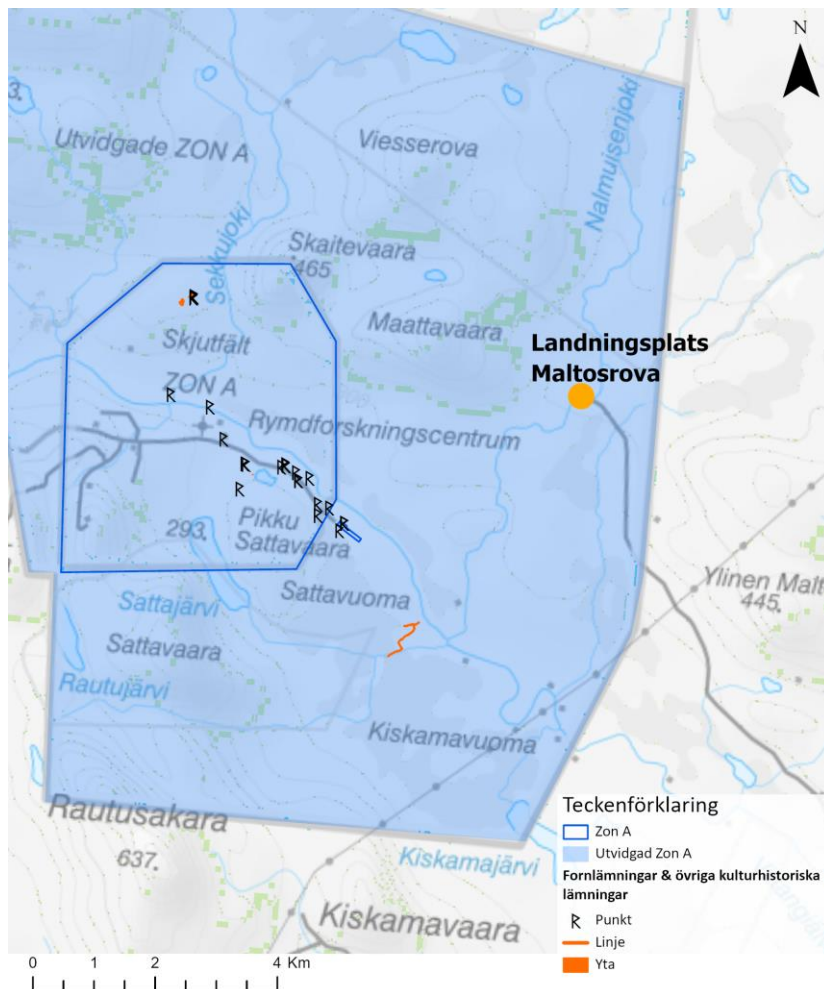 N
3.
Utvidgade ZON A
Viesserova
Nalmuisenjoki
Sekkujoki
Skaitevaara
465
Maattavaara
Landningsplats
Maltosrova
Skjutfält
ZON A
Rymdforskningscentrum
293.
Pikku
Sattavaara
Sattavuoma
Ylinen Malt
445.
Sattajärvi
Sattavaara
Rautujärvi
Kiskamavuoma
Rautusakara
637.
Kiskamajärvi
Kiskamavaara
Teckenförklaring
Zon A
Utvidgad Zon A
Fornlämningar & övriga kulturhistoriska
lämningar
Punkt
Linje
Yta
0 1 2 4 Km